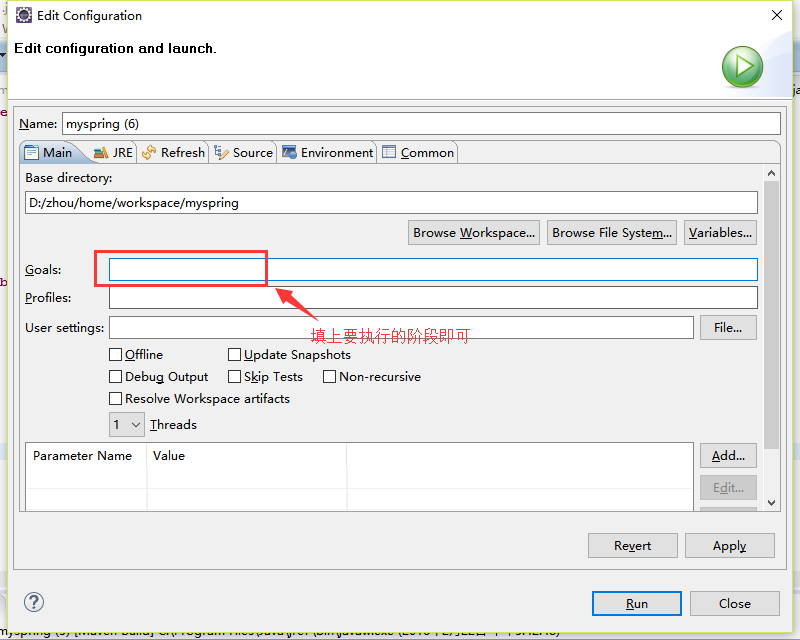 Edit Configuration
Edit configuration and launch.
Name: myspring (6)
Main JRE Refresh Source Environment Common
Base directory:
D:/zhou/home/workspace/myspring
Browse Workspace... Browse File System... Variables...
Goals:
Profiles:
User settings: File...
填上要执行的阶段即可
Offline Update Snapshots
Debug Output Skip Tests Non-recursive
Resolve Workspace artifacts
1 Threads
Parameter Name Value Add...
Edit...
Revert Apply
? Run Close